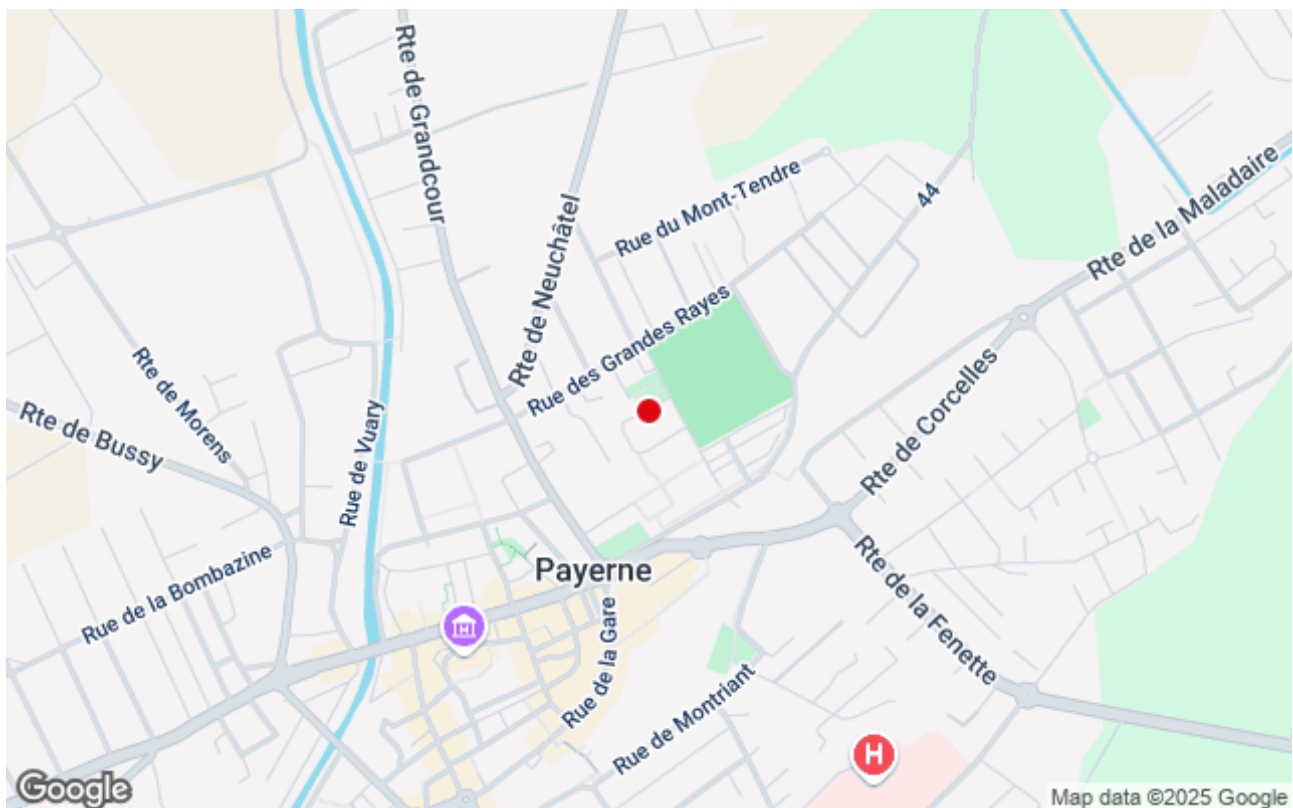 Rte de Grandcour
Rte de Neuchâtel
Rue du Mont-Tendre
44
Rte de la Maladaire
Rue des Grandes Rayes
Rte de Morens
Rte de Bussy
Rue de Vuary
Rte de Corcelles
Rue de la Bombazine
Payerne
Rte de la Fenette
Rue de la Gare
Rue de Montriant
H
Google
Map data ©2025 Google